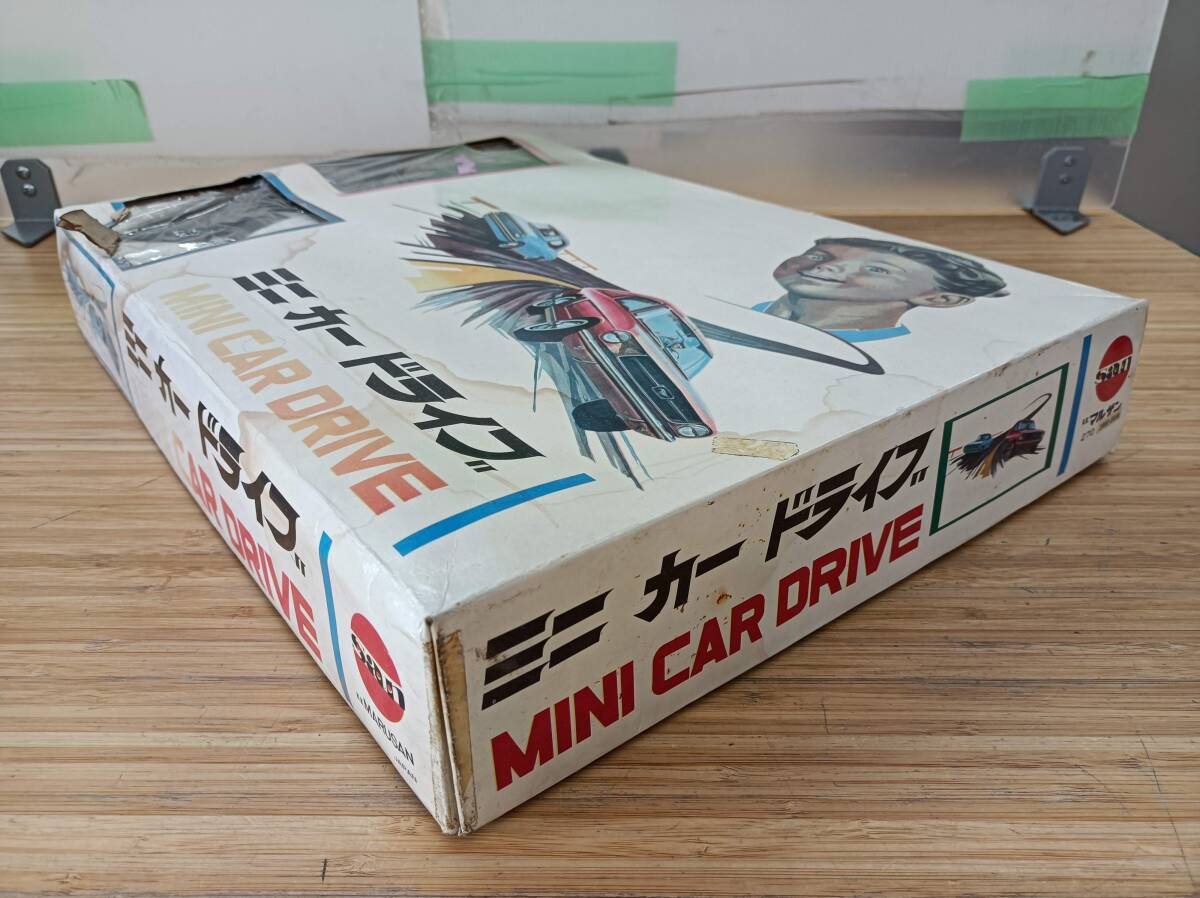 ミニ カー ドライブ
MINI CAR DRIVE
ミニ カー ドライブ
CAR DRIVE
San
MARUSAN
JAPAN
ミニ カー ドライブ
MINI CAR DRIVE
San
マルサン
270